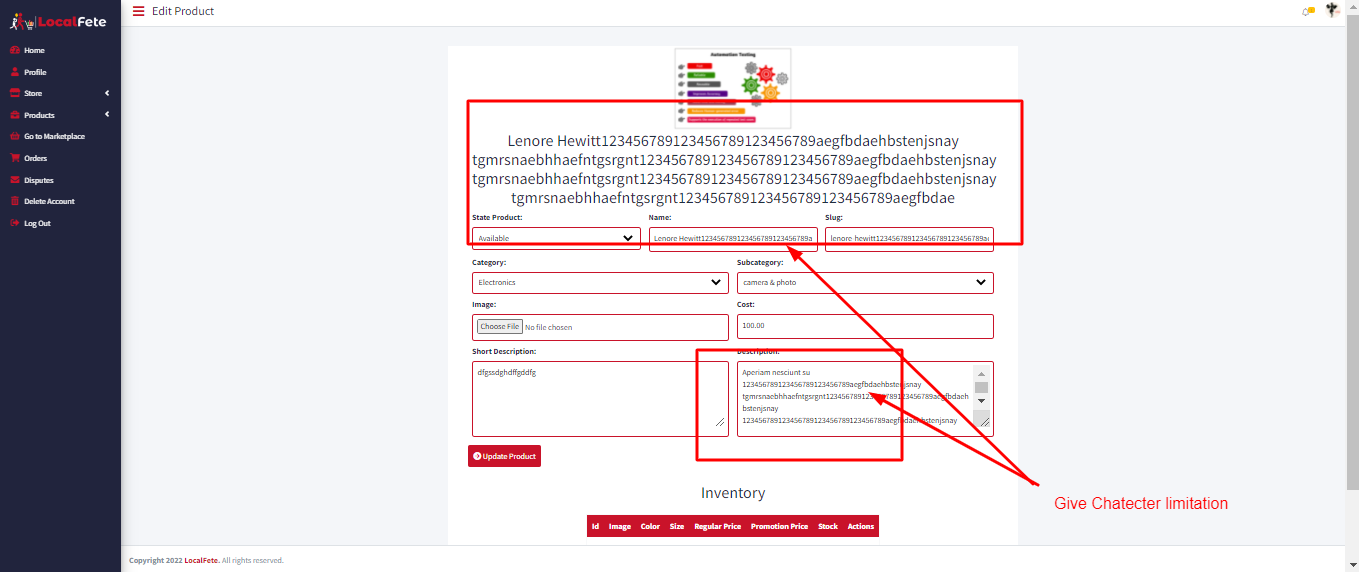 LocalFete
Edit Product
Home
Profile
Store
Products
Go to Marketplace
Orders
Disputes
Delete Account
Log Out
Automation Testing
Lenore Hewitt123456789123456789123456789aegfbdaehbstenjsnay
tgmrsnaebhhaefntgsrgnt123456789123456789123456789aegfbdaehbstenjsnay
tgmrsnaebhhaefntgsrgnt123456789123456789123456789aegfbdaehbstenjsnay
tgmrsnaebhhaefntgsrgnt123456789123456789123456789aegfbdae
State Product: Name: Slug:
Available Lenore Hewitt123456789123456789123456789a lenore-hewitt123456789123456789123456789ae
Category: Subcategory:
Electronics camera & photo
Image: Cost:
Choose File No file chosen 100.00
Short Description: Description:
dfgssdghdffgddfg Aperiam nesciunt su
123456789123456789123456789aegfbdaehbstenjsnay
tgmrsnaebhhaefntgsrgnt123456789123456789123456789aegfbdaeh
bstenjsnay
123456789123456789123456789aegfbdaehbstenjsnay
Update Product
Inventory
Id Image Color Size Regular Price Promotion Price Stock Actions
Give Chatecter limitation
Copyright 2022 LocalFete. All rights reserved.